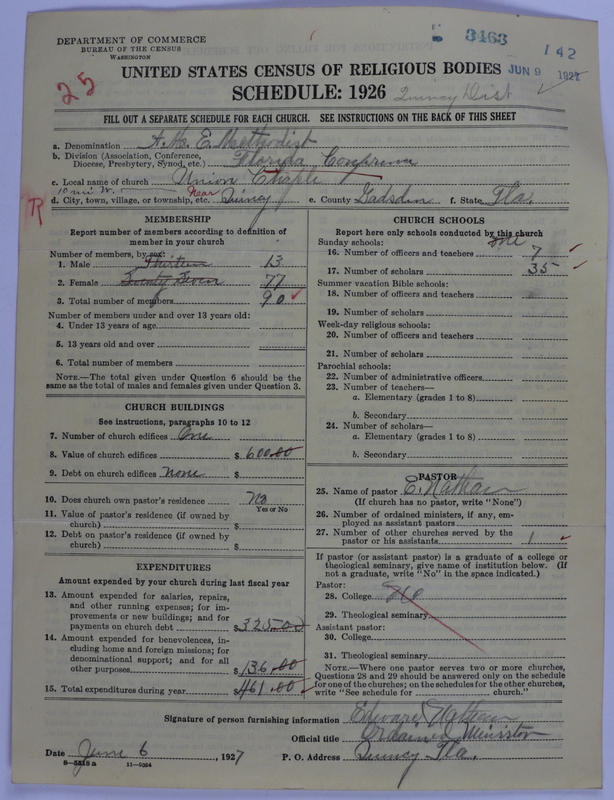 DEPARTMENT OF COMMERCE
BUREAU OF THE CENSUS
WASHINGTON
3463
142
25
UNITED STATES CENSUS OF RELIGIOUS BODIES
JUN 9 1927
SCHEDULE: 1926
Quincy Dist
FILL OUT A SEPARATE SCHEDULE FOR EACH CHURCH. SEE INSTRUCTIONS ON THE BACK OF THIS SHEET
a. Denomination A. M. E. Methodist
b. Division (Association, Conference, Diocese, Presbytery, Synod, etc.) Florida Conference
c. Local name of church Union Chaple
d. City, town, village, or township, etc. Near Quincy e. County Gadsden f. State Fla.
R
MEMBERSHIP
Report number of members according to definition of member in your church
Number of members, by sex:
1. Male Thirteen 13
2. Female Seventy Seven 77
3. Total number of members 90
Number of members under and over 13 years old:
4. Under 13 years of age
5. 13 years old and over
6. Total number of members
NOTE.—The total given under Question 6 should be the same as the total of males and females given under Question 3.
CHURCH BUILDINGS
See instructions, paragraphs 10 to 12
7. Number of church edifices One
8. Value of church edifices $ 600.00
9. Debt on church edifices None $
10. Does church own pastor's residence No
Yes or No
11. Value of pastor's residence (if owned by church) $
12. Debt on pastor's residence (if owned by church) $
EXPENDITURES
Amount expended by your church during last fiscal year
13. Amount expended for salaries, repairs, and other running expenses; for improvements or new buildings; and for payments on church debt $ 325.00
14. Amount expended for benevolences, including home and foreign missions; for denominational support; and for all other purposes $ 136.00
15. Total expenditures during year $ 461.00
CHURCH SCHOOLS
Report here only schools conducted by this church
Sunday schools: One
16. Number of officers and teachers 7
17. Number of scholars 35
Summer vacation Bible schools:
18. Number of officers and teachers
19. Number of scholars
Week-day religious schools:
20. Number of officers and teachers
21. Number of scholars
Parochial schools:
22. Number of administrative officers
23. Number of teachers—
a. Elementary (grades 1 to 8)
b. Secondary
24. Number of scholars—
a. Elementary (grades 1 to 8)
b. Secondary
PASTOR
25. Name of pastor E. Nathan
(If church has no pastor, write "None")
26. Number of ordained ministers, if any, employed as assistant pastors
27. Number of other churches served by the pastor or his assistants 1
If pastor (or assistant pastor) is a graduate of a college or theological seminary, give name of institution below. (If not a graduate, write "No" in the space indicated.)
Pastor:
28. College No
29. Theological seminary
Assistant pastor:
30. College
31. Theological seminary
NOTE.—Where one pastor serves two or more churches, Questions 28 and 29 should be answered only on the schedule for one of the churches; on the schedules for the other churches, write "See schedule for church."
Signature of person furnishing information Edward Nathan
Official title Ordained Minister
Date June 6, 1927 P. O. Address Quincy Fla.
8—5518 a 11—9364